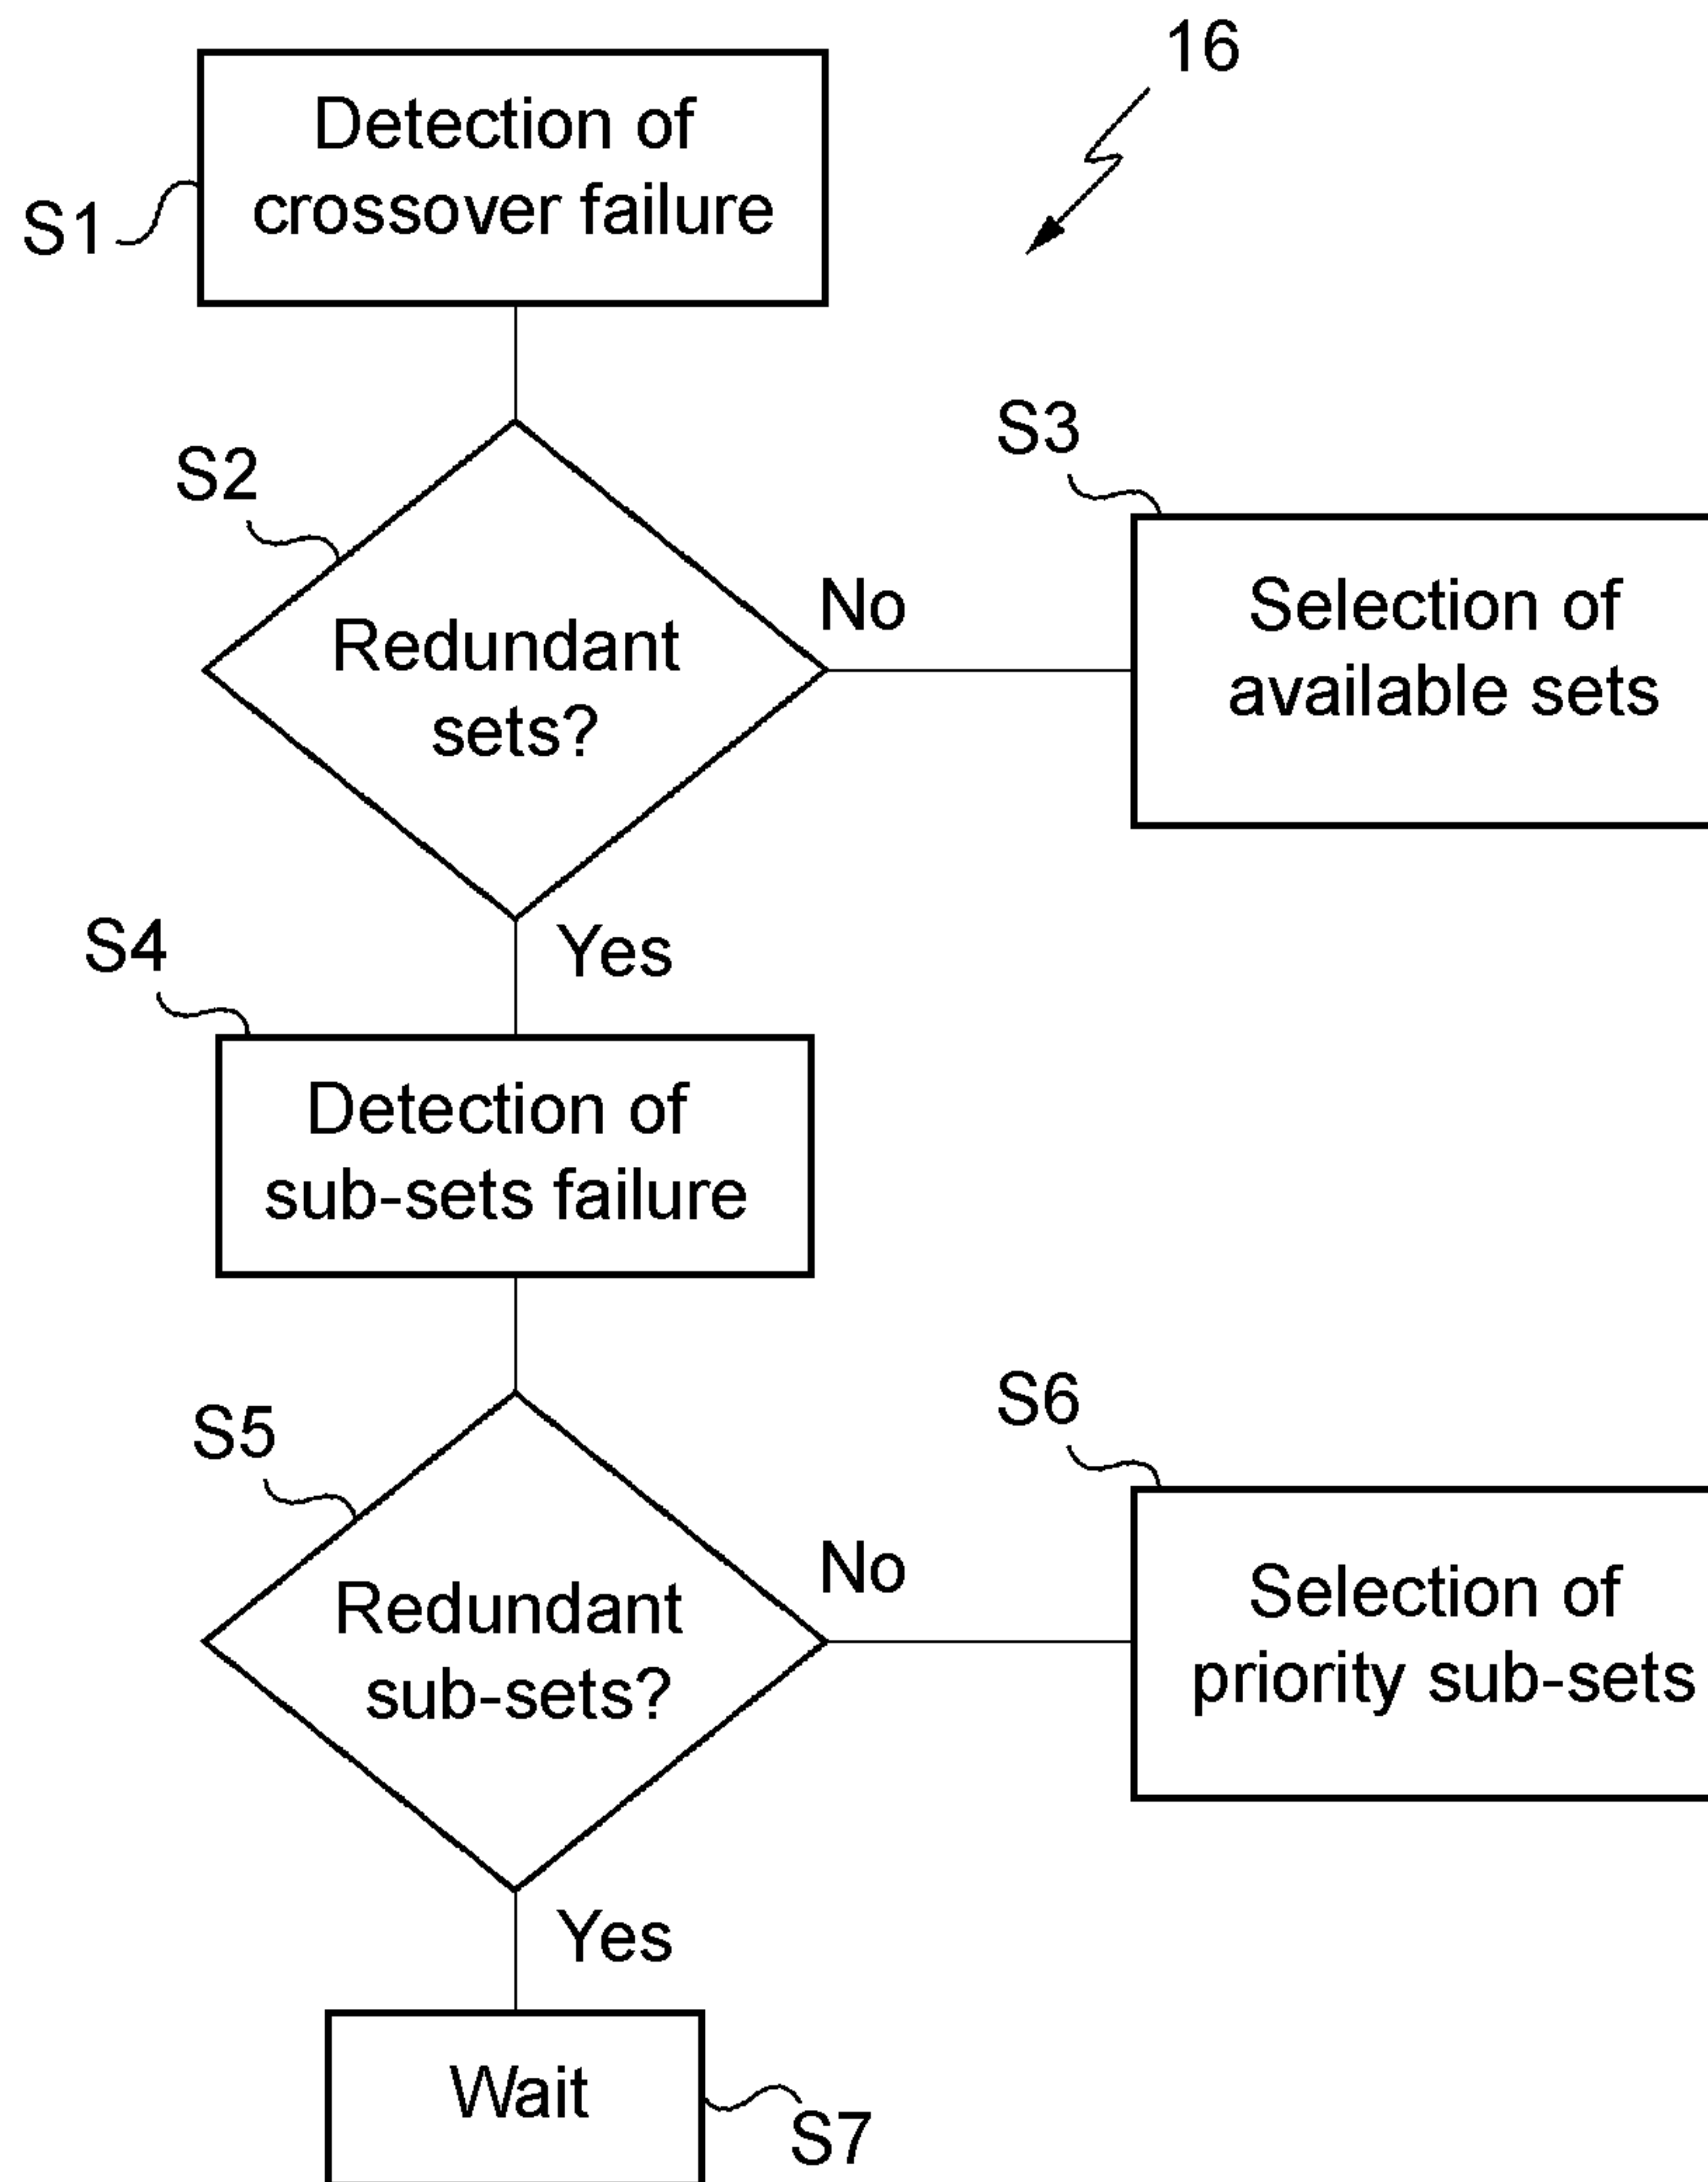 16
Detection of
crossover failure
S1
S2
Redundant
sets?
No
S3
Selection of
available sets
Yes
S4
Detection of
sub-sets failure
S5
Redundant
sub-sets?
No
S6
Selection of
priority sub-sets
Yes
Wait
S7